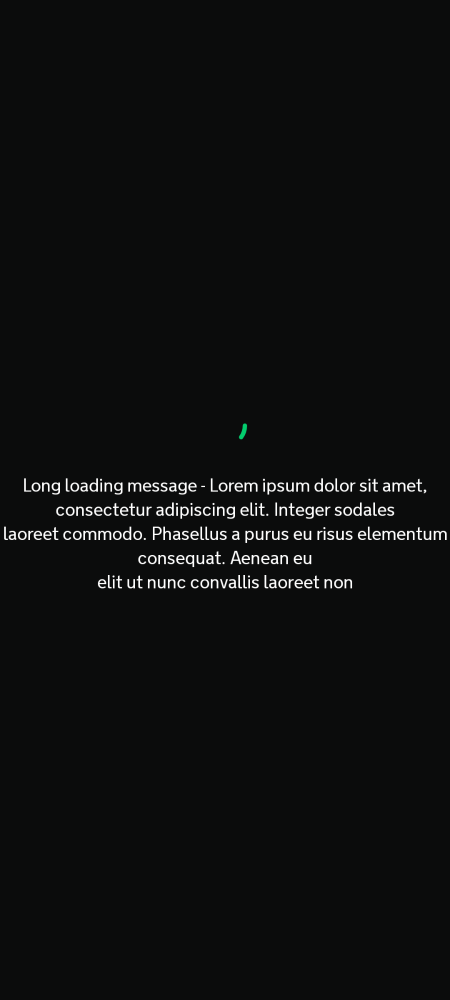 Long loading message - Lorem ipsum dolor sit amet,
consectetur adipiscing elit. Integer sodales
laoreet commodo. Phasellus a purus eu risus elementum
consequat. Aenean eu
elit ut nunc convallis laoreet non